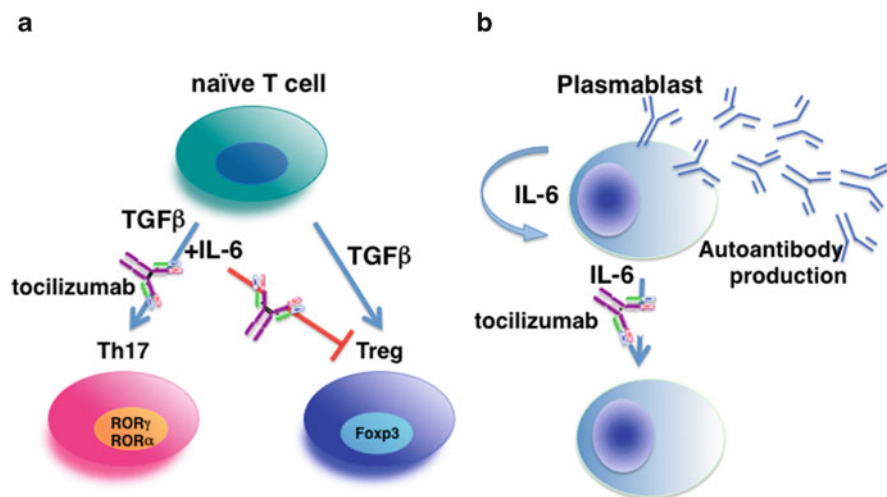 a
naïve T cell
TGFβ
+IL-6
TGFβ
tocilizumab
Th17
Treg
RORγ
RORα
Foxp3
b
Plasmablast
IL-6
Autoantibody
production
IL-6
tocilizumab